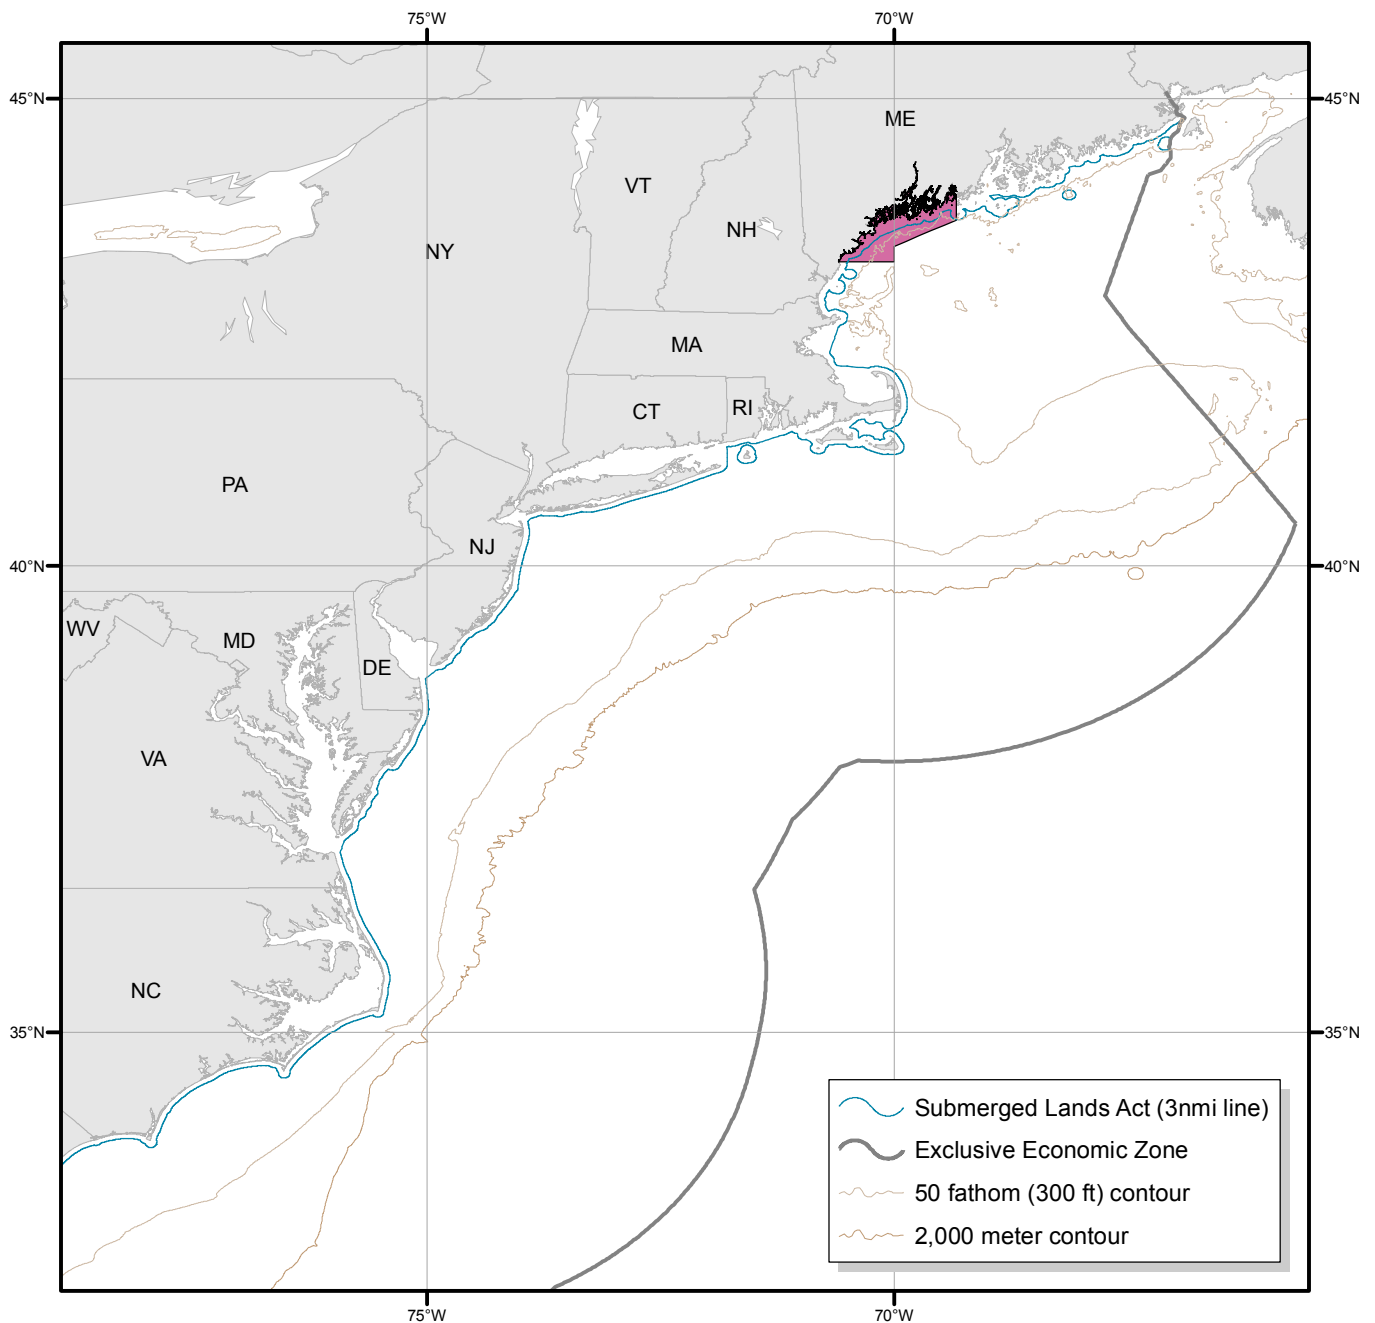 75°W 70°W
45°N 45°N
ME
VT
NH
NY
MA
CT RI
PA
NJ
40°N 40°N
WV
MD
DE
VA
NC
35°N 35°N
Submerged Lands Act (3nmi line)
Exclusive Economic Zone
50 fathom (300 ft) contour
2,000 meter contour
75°W 70°W